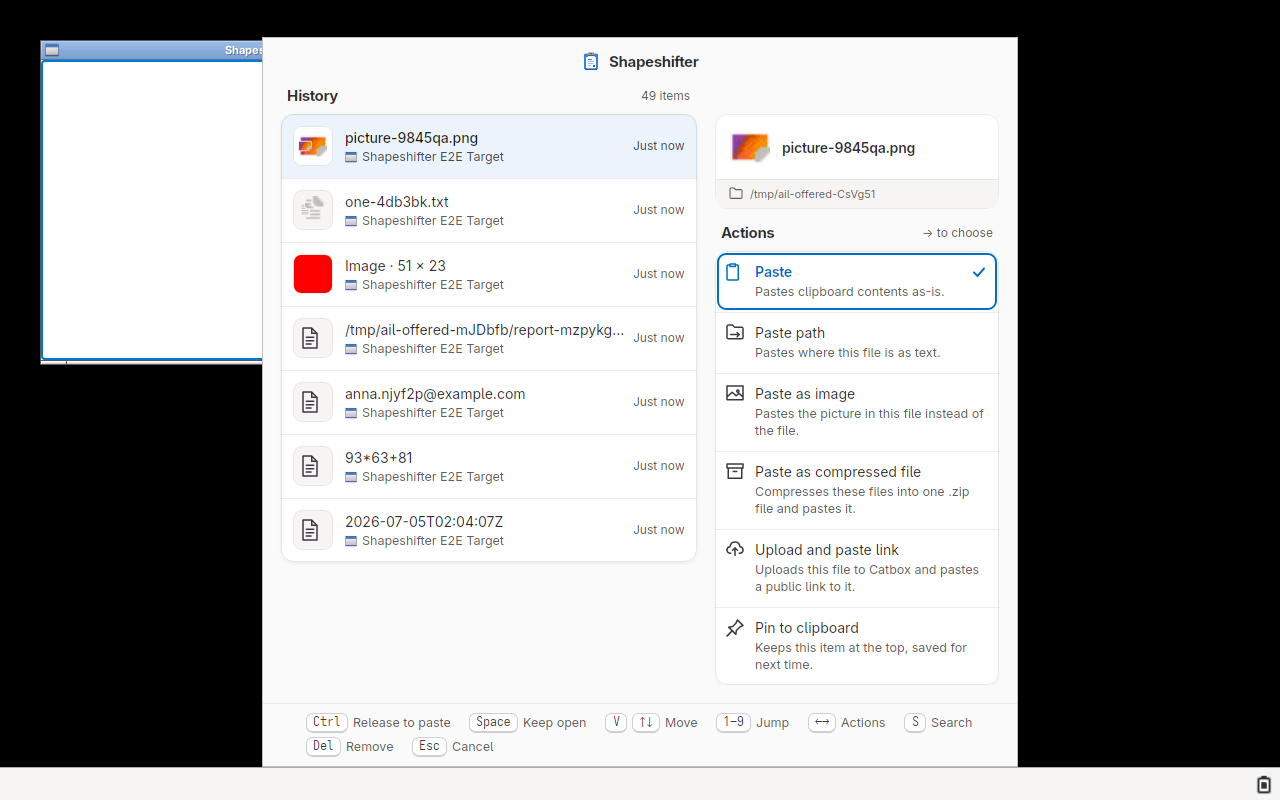 Shapes
Shapeshifter
History
49 items
picture-9845qa.png
Shapeshifter E2E Target
Just now
one-4db3bk.txt
Shapeshifter E2E Target
Just now
Image · 51 × 23
Shapeshifter E2E Target
Just now
/tmp/ail-offered-mJDbfb/report-mzpykg…
Shapeshifter E2E Target
Just now
anna.njyf2p@example.com
Shapeshifter E2E Target
Just now
93*63+81
Shapeshifter E2E Target
Just now
2026-07-05T02:04:07Z
Shapeshifter E2E Target
Just now
picture-9845qa.png
/tmp/ail-offered-CsVg51
Actions
→ to choose
Paste
Pastes clipboard contents as-is.
Paste path
Pastes where this file is as text.
Paste as image
Pastes the picture in this file instead of
the file.
Paste as compressed file
Compresses these files into one .zip
file and pastes it.
Upload and paste link
Uploads this file to Catbox and pastes
a public link to it.
Pin to clipboard
Keeps this item at the top, saved for
next time.
Ctrl Release to paste Space Keep open V ↑↓ Move 1–9 Jump ↔ Actions S Search
Del Remove Esc Cancel